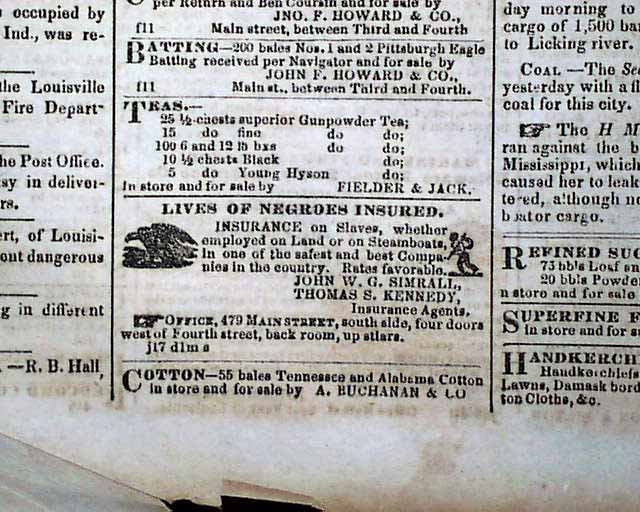 occupied by
Ind., was re-
the Louisville
Fire Depart-
he Post Office.
sy in deliver-
rs.
ert, of Louisi-
out dangerous
ng in different
—R. B. Hall,
per Return and Ben Coursin and for sale by
JNO. F. HOWARD & CO.,
f11 Main street, between Third and Fourth
BATTING—200 bales Nos. 1 and 2 Pittsburgh Eagle
Batting received per Navigator and for sale by
JOHN F. HOWARD & CO.,
f11 Main st., between Third and Fourth.
TEAS.—
25 ½-chests superior Gunpowder Tea;
15 do fine do do;
100 6 and 12 lb bxs do do;
10 ½ chests Black do;
5 do Young Hyson do;
In store and for sale by FIELDER & JACK.
LIVES OF NEGROES INSURED.
INSURANCE on Slaves, whether
employed on Land or on Steamboats,
in one of the safest and best Compa-
nies in the country. Rates favorable.
JOHN W. G. SIMRALL,
THOMAS S. KENNEDY,
Insurance Agents.
☞OFFICE, 479 MAIN STREET, south side, four doors
west of Fourth street, back room, up stairs.
j17 d1m s
COTTON—55 bales Tennessee and Alabama Cotton
in store and for sale by A. BUCHANAN & CO
day morning to
cargo of 1,500 bar
to Licking river.
COAL —The
yesterday with a
coal for this city.
☞ The H M
ran against the b
Mississippi, which
caused her to leak
tered, although no
boator cargo.
REFINED SUG
75 bbls Loaf an
20 bbls Powder
n store and for sale
SUPERFINE F
in store and for s
HANDKERCH
Handkerchiefs
Lawns, Damask bord
ton Cloths, &c.